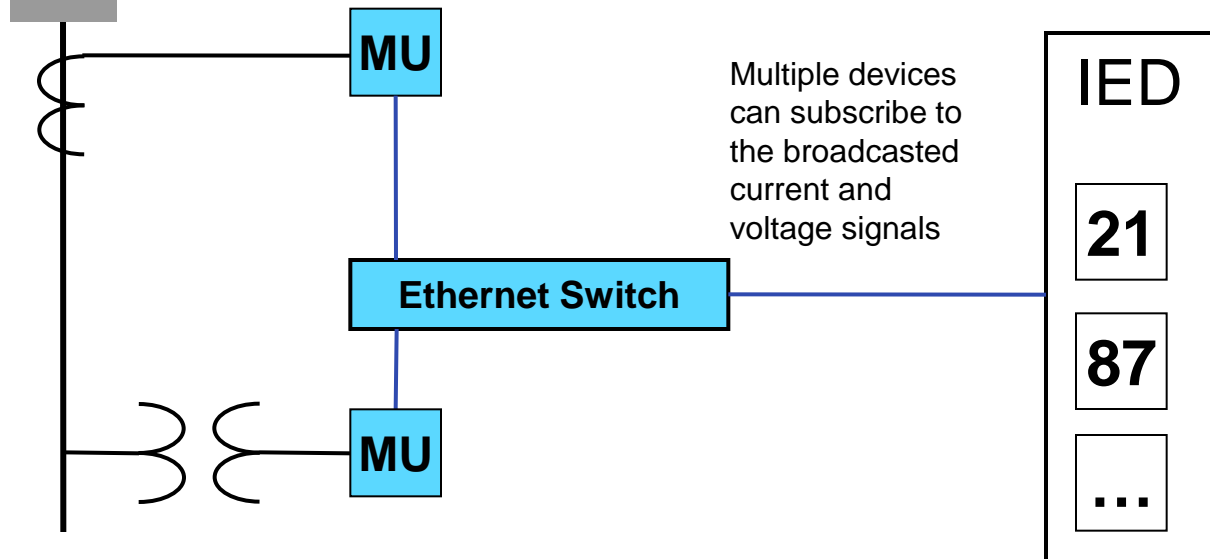 MU
Multiple devices
can subscribe to
the broadcasted
current and
voltage signals
IED
21
Ethernet Switch
87
MU
...